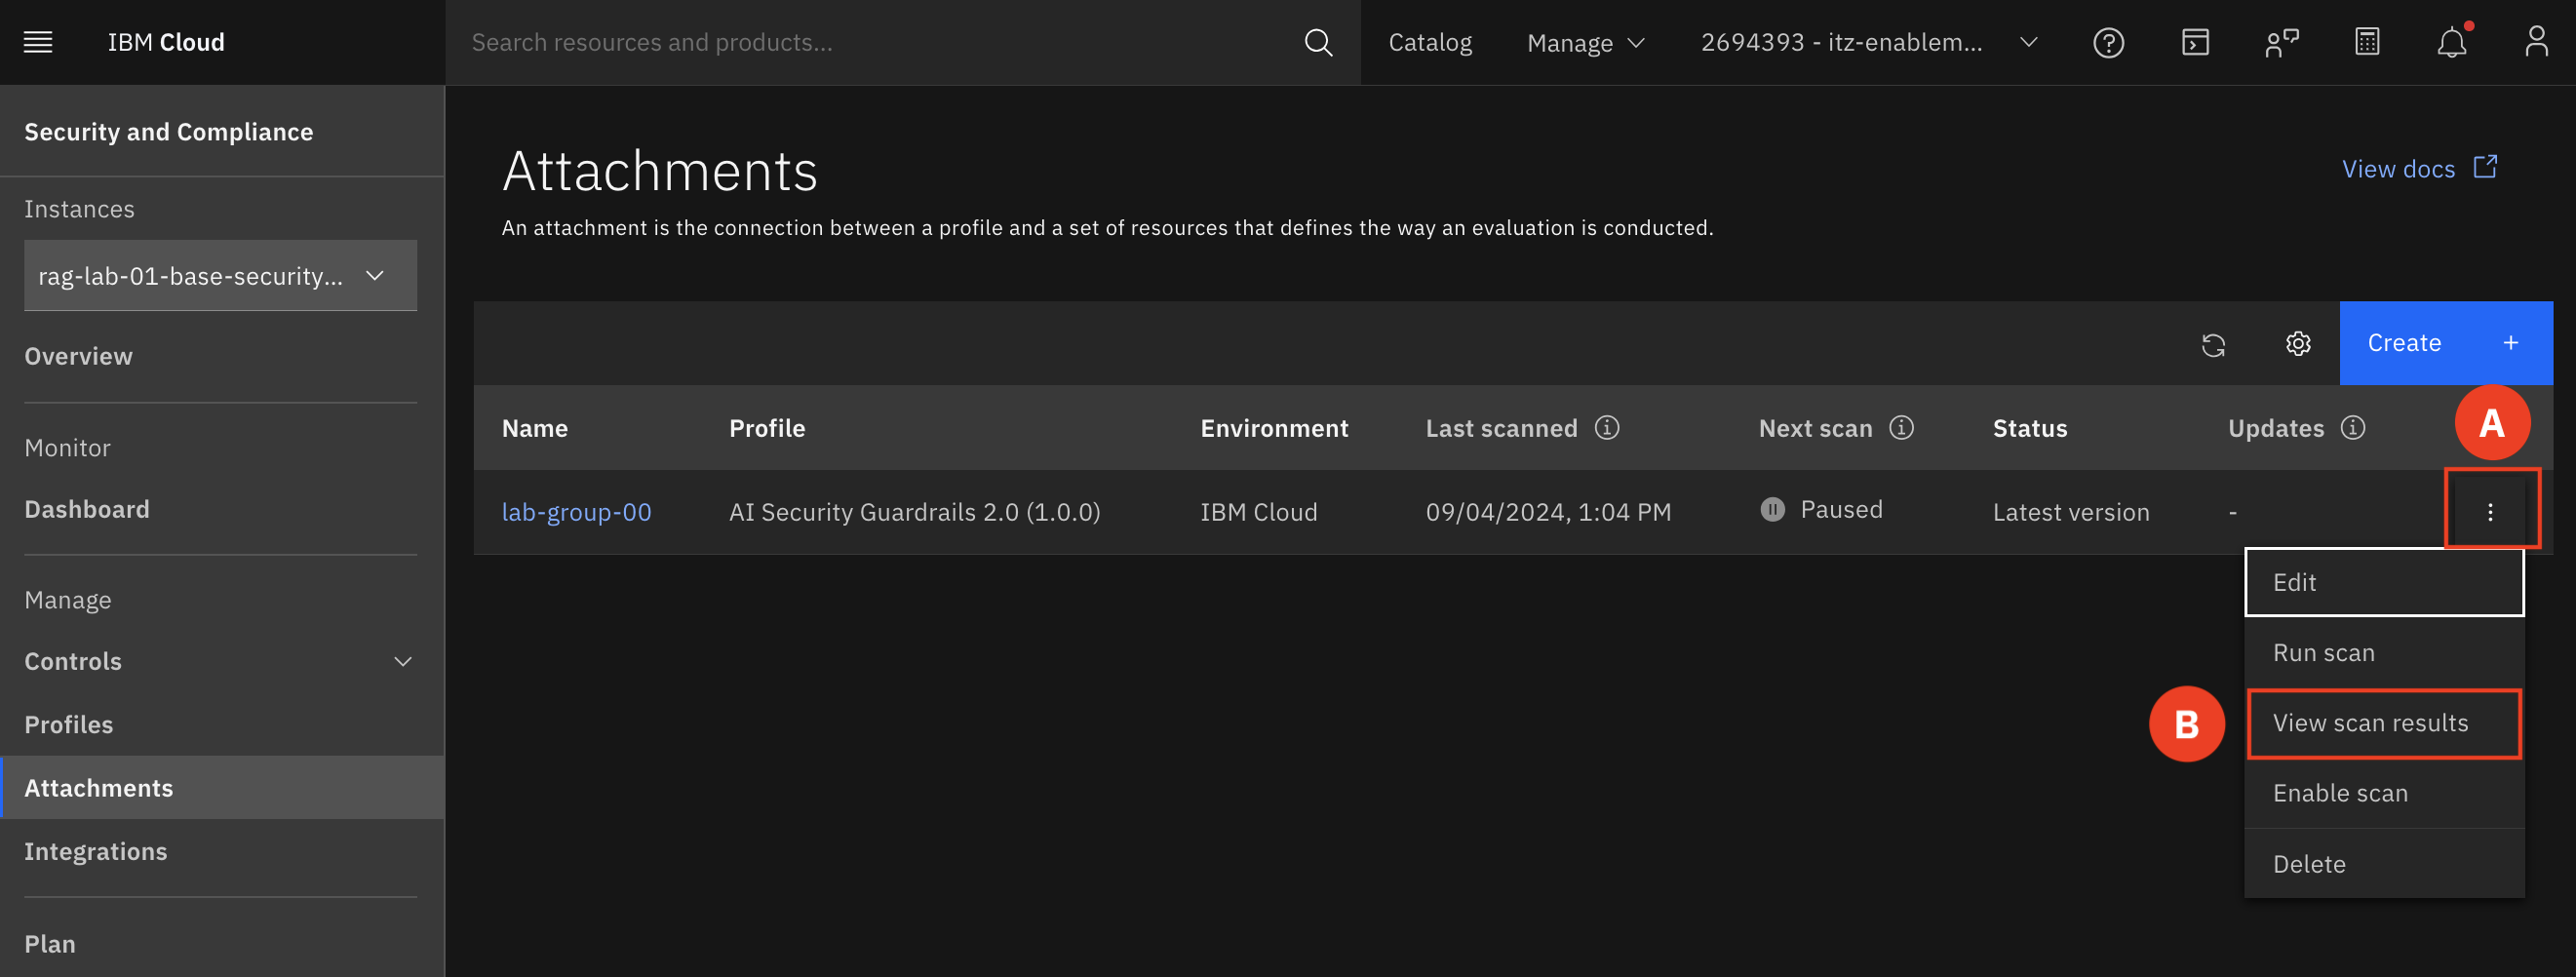 IBM Cloud
Search resources and products...
Catalog
Manage
2694393 - itz-enablem...
Security and Compliance
Instances
rag-lab-01-base-security...
Overview
Monitor
Dashboard
Manage
Controls
Profiles
Attachments
Integrations
Plan
Attachments
View docs
An attachment is the connection between a profile and a set of resources that defines the way an evaluation is conducted.
Create +
Name Profile Environment Last scanned Next scan Status Updates
A
lab-group-00 AI Security Guardrails 2.0 (1.0.0) IBM Cloud 09/04/2024, 1:04 PM Paused Latest version -
Edit
Run scan
B
View scan results
Enable scan
Delete